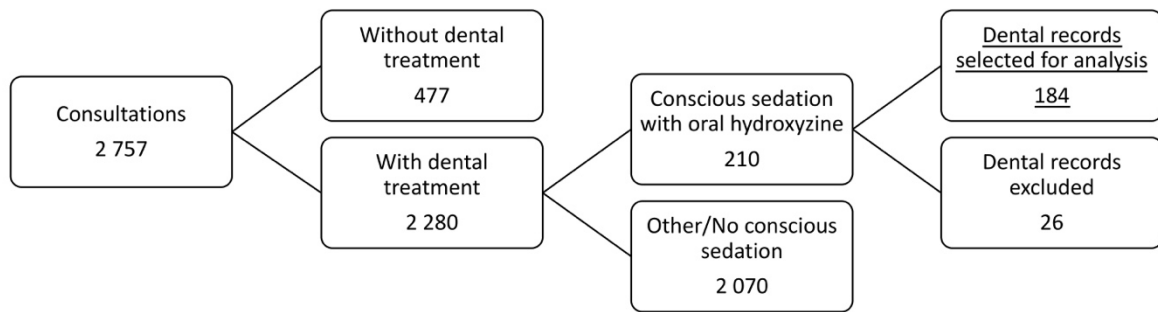 Consultations
2 757
Without dental
treatment
477
With dental
treatment
2 280
Conscious sedation
with oral hydroxyzine
210
Other/No conscious
sedation
2 070
Dental records
selected for analysis
184
Dental records
excluded
26